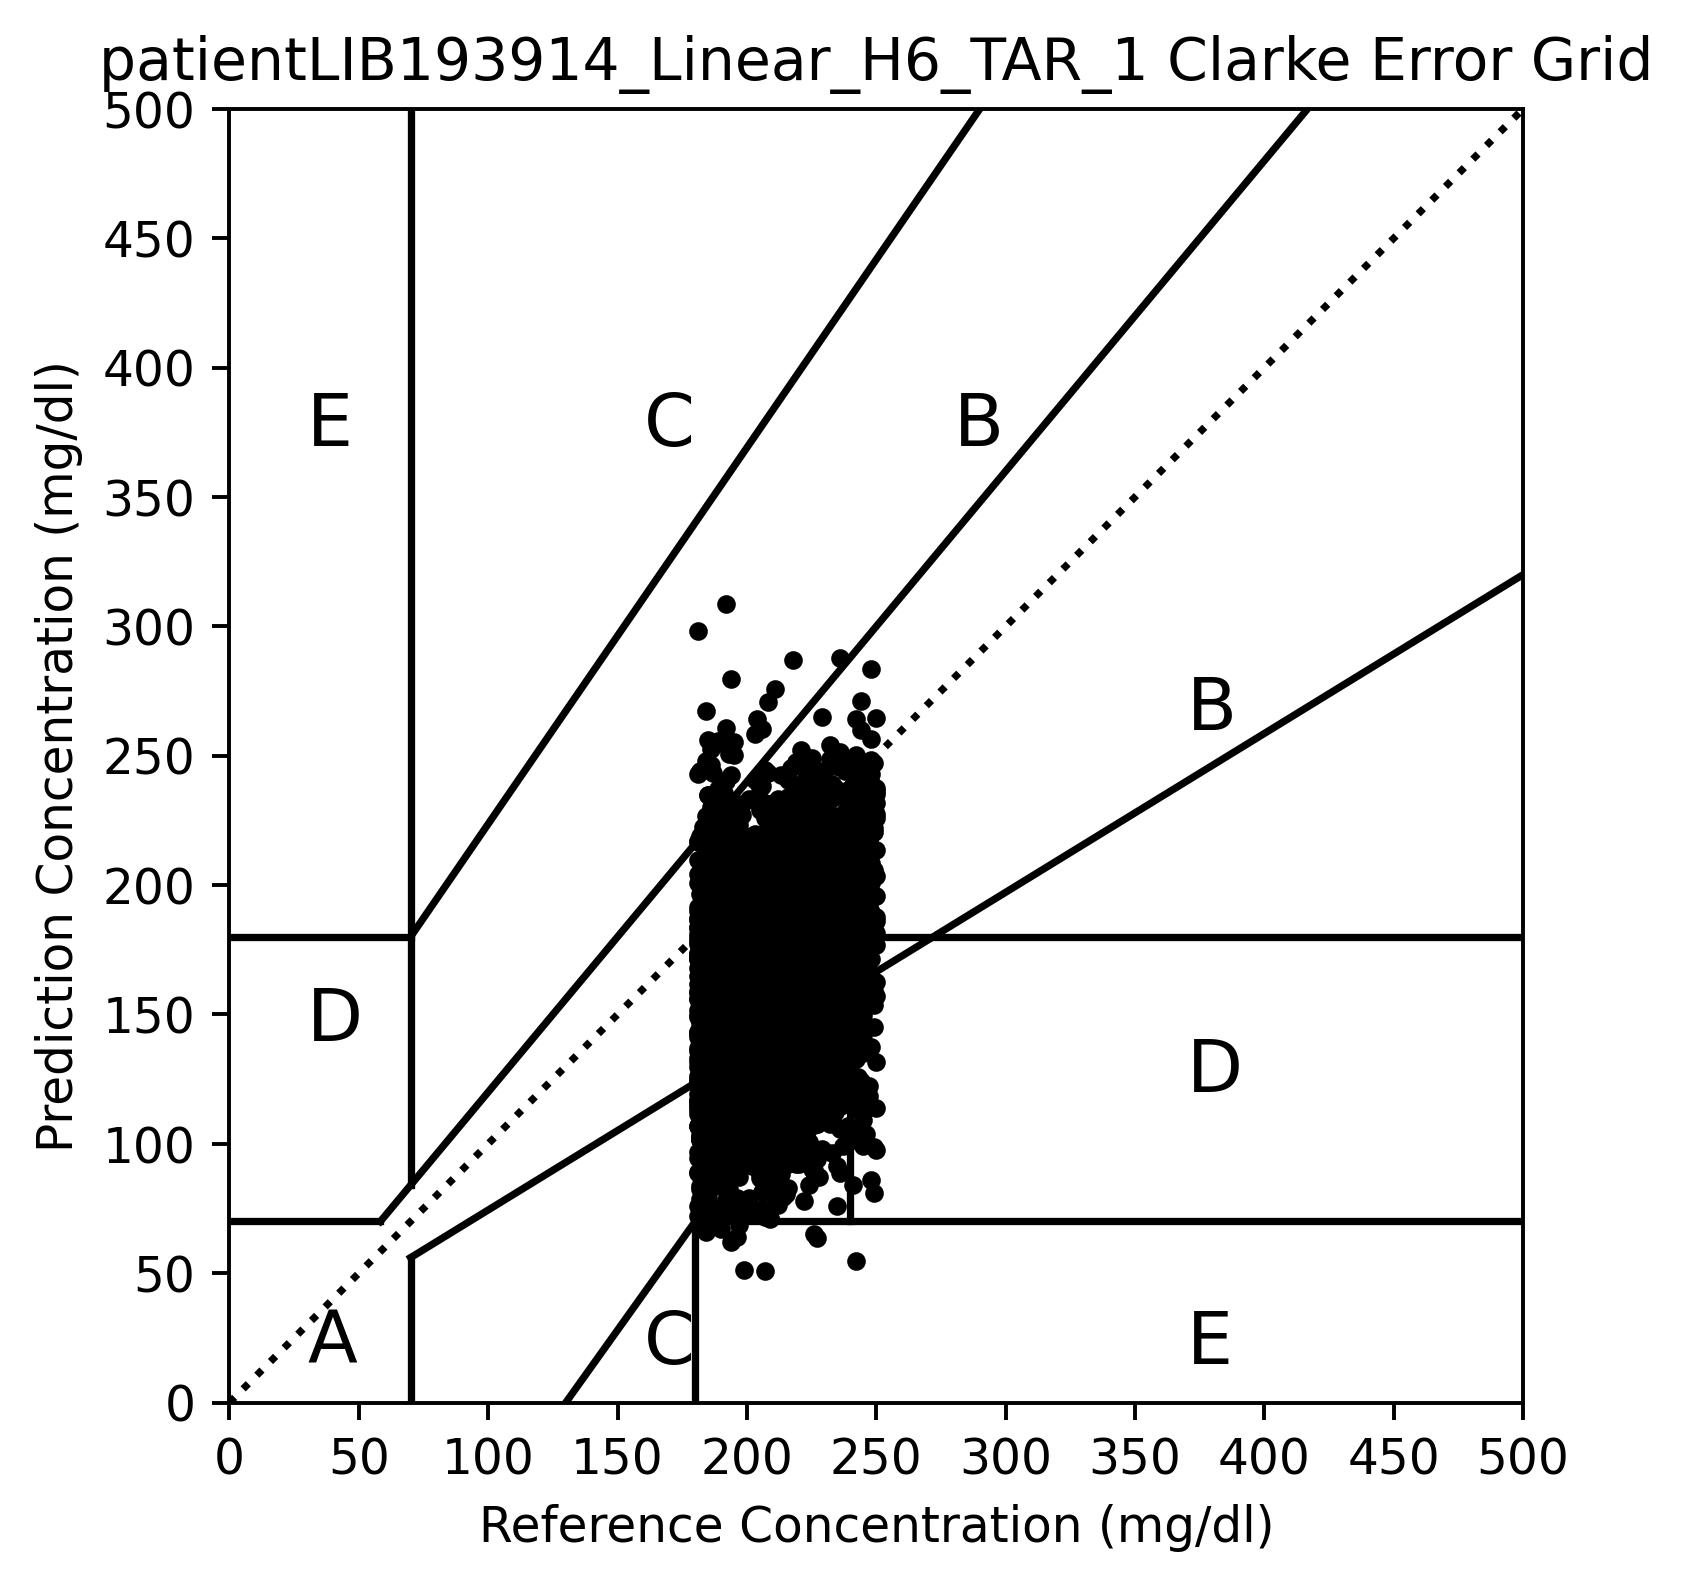 patientLIB193914_Linear_H6_TAR_1 Clarke Error Grid
500
450
400
350
300
250
200
150
100
50
0
Prediction Concentration (mg/dl)
E
C
B
B
D
D
A
C
E
0 50 100 150 200 250 300 350 400 450 500
Reference Concentration (mg/dl)